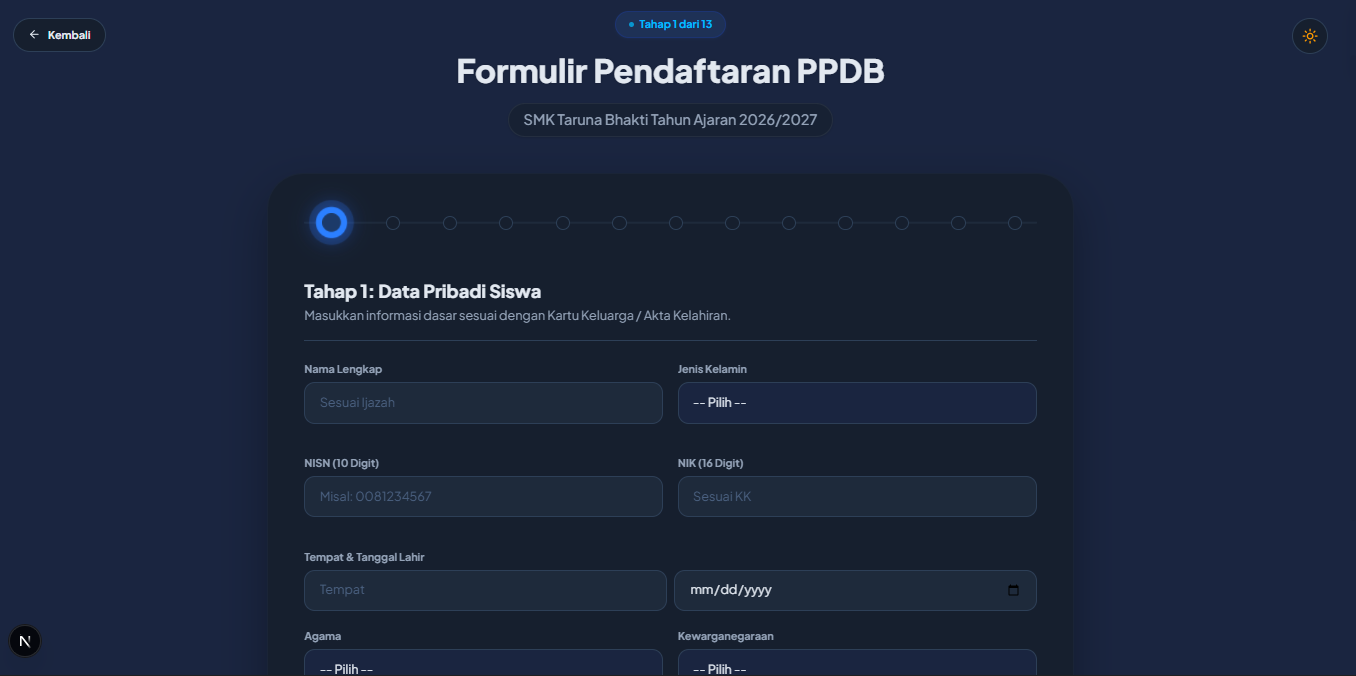 Kembali
Tahap 1 dari 13
Formulir Pendaftaran PPDB
SMK Taruna Bhakti Tahun Ajaran 2026/2027
Tahap 1: Data Pribadi Siswa
Masukkan informasi dasar sesuai dengan Kartu Keluarga / Akta Kelahiran.
Nama Lengkap
Jenis Kelamin
Sesuai Ijazah
-- Pilih --
NISN (10 Digit)
NIK (16 Digit)
Misal: 0081234567
Sesuai KK
Tempat & Tanggal Lahir
Tempat
mm/dd/yyyy
Agama
Kewarganegaraan
-- Pilih --
-- Pilih --
N